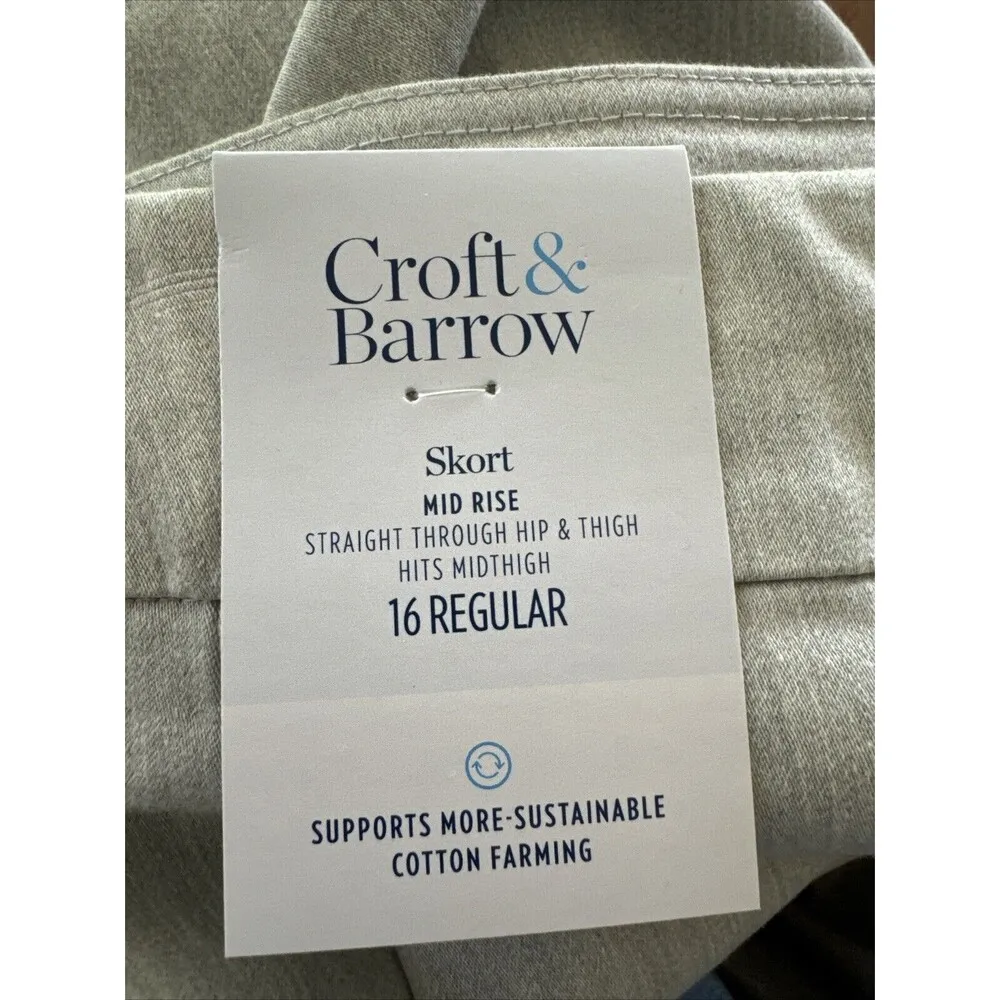 Croft &
Barrow
Skort
MID RISE
STRAIGHT THROUGH HIP & THIGH
HITS MIDTHIGH
16 REGULAR
SUPPORTS MORE-SUSTAINABLE
COTTON FARMING